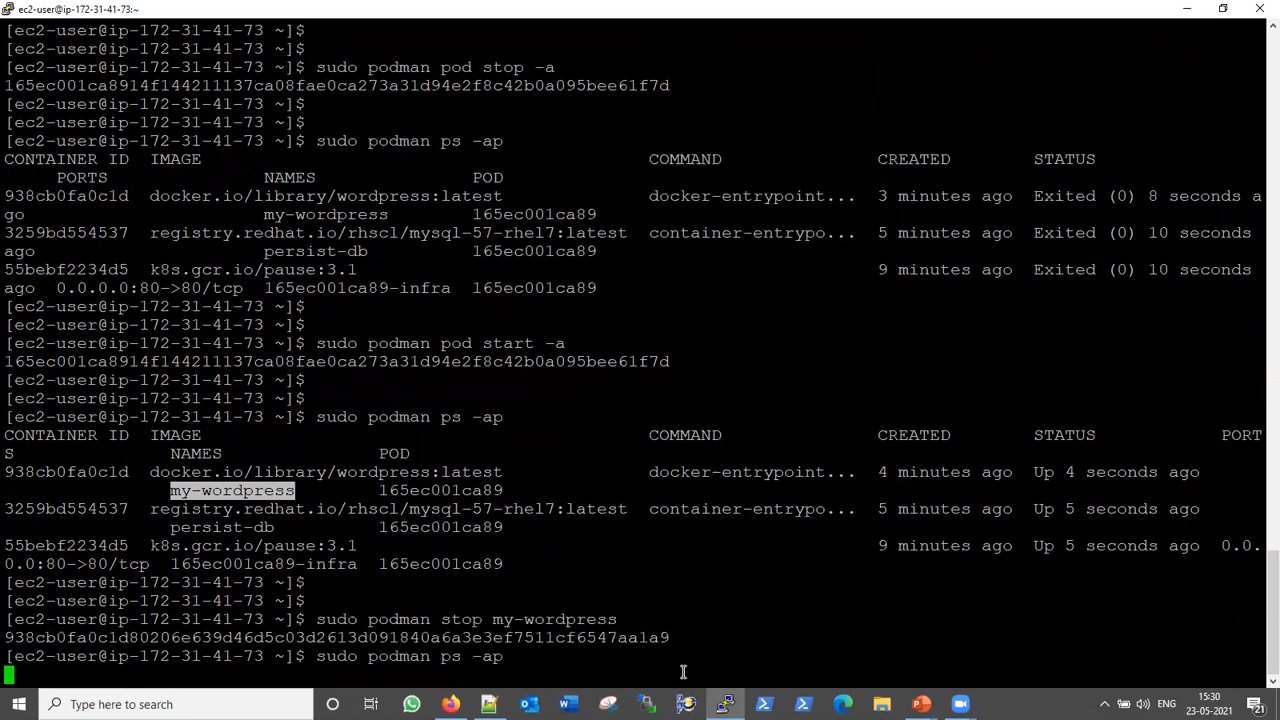 ec2-user@ip-172-31-41-73:~
[ec2-user@ip-172-31-41-73 ~]$
[ec2-user@ip-172-31-41-73 ~]$
[ec2-user@ip-172-31-41-73 ~]$ sudo podman pod stop -a
165ec001ca8914f144211137ca08fae0ca273a31d94e2f8c42b0a095bee61f7d
[ec2-user@ip-172-31-41-73 ~]$
[ec2-user@ip-172-31-41-73 ~]$
[ec2-user@ip-172-31-41-73 ~]$ sudo podman ps -ap
CONTAINER ID  IMAGE                                           COMMAND               CREATED        STATUS
PORTS               NAMES               POD
938cb0fa0c1d  docker.io/library/wordpress:latest              docker-entrypoint...  3 minutes ago  Exited (0) 8 seconds a
go                       my-wordpress        165ec001ca89
3259bd554537  registry.redhat.io/rhscl/mysql-57-rhel7:latest  container-entrypo...  5 minutes ago  Exited (0) 10 seconds
ago                      persist-db          165ec001ca89
55bebf2234d5  k8s.gcr.io/pause:3.1                                                  9 minutes ago  Exited (0) 10 seconds
ago  0.0.0.0:80->80/tcp  165ec001ca89-infra  165ec001ca89
[ec2-user@ip-172-31-41-73 ~]$
[ec2-user@ip-172-31-41-73 ~]$
[ec2-user@ip-172-31-41-73 ~]$ sudo podman pod start -a
165ec001ca8914f144211137ca08fae0ca273a31d94e2f8c42b0a095bee61f7d
[ec2-user@ip-172-31-41-73 ~]$
[ec2-user@ip-172-31-41-73 ~]$
[ec2-user@ip-172-31-41-73 ~]$ sudo podman ps -ap
CONTAINER ID  IMAGE                                           COMMAND               CREATED        STATUS            PORT
S               NAMES               POD
938cb0fa0c1d  docker.io/library/wordpress:latest              docker-entrypoint...  4 minutes ago  Up 4 seconds ago
my-wordpress        165ec001ca89
3259bd554537  registry.redhat.io/rhscl/mysql-57-rhel7:latest  container-entrypo...  5 minutes ago  Up 5 seconds ago
persist-db          165ec001ca89
55bebf2234d5  k8s.gcr.io/pause:3.1                                                  9 minutes ago  Up 5 seconds ago  0.0.
0.0:80->80/tcp  165ec001ca89-infra  165ec001ca89
[ec2-user@ip-172-31-41-73 ~]$
[ec2-user@ip-172-31-41-73 ~]$
[ec2-user@ip-172-31-41-73 ~]$ sudo podman stop my-wordpress
938cb0fa0c1d80206e639d46d5c03d2613d091840a6a3e3ef7511cf6547aa1a9
[ec2-user@ip-172-31-41-73 ~]$ sudo podman ps -ap
Type here to search
ENG
15:30
23-05-2021
21